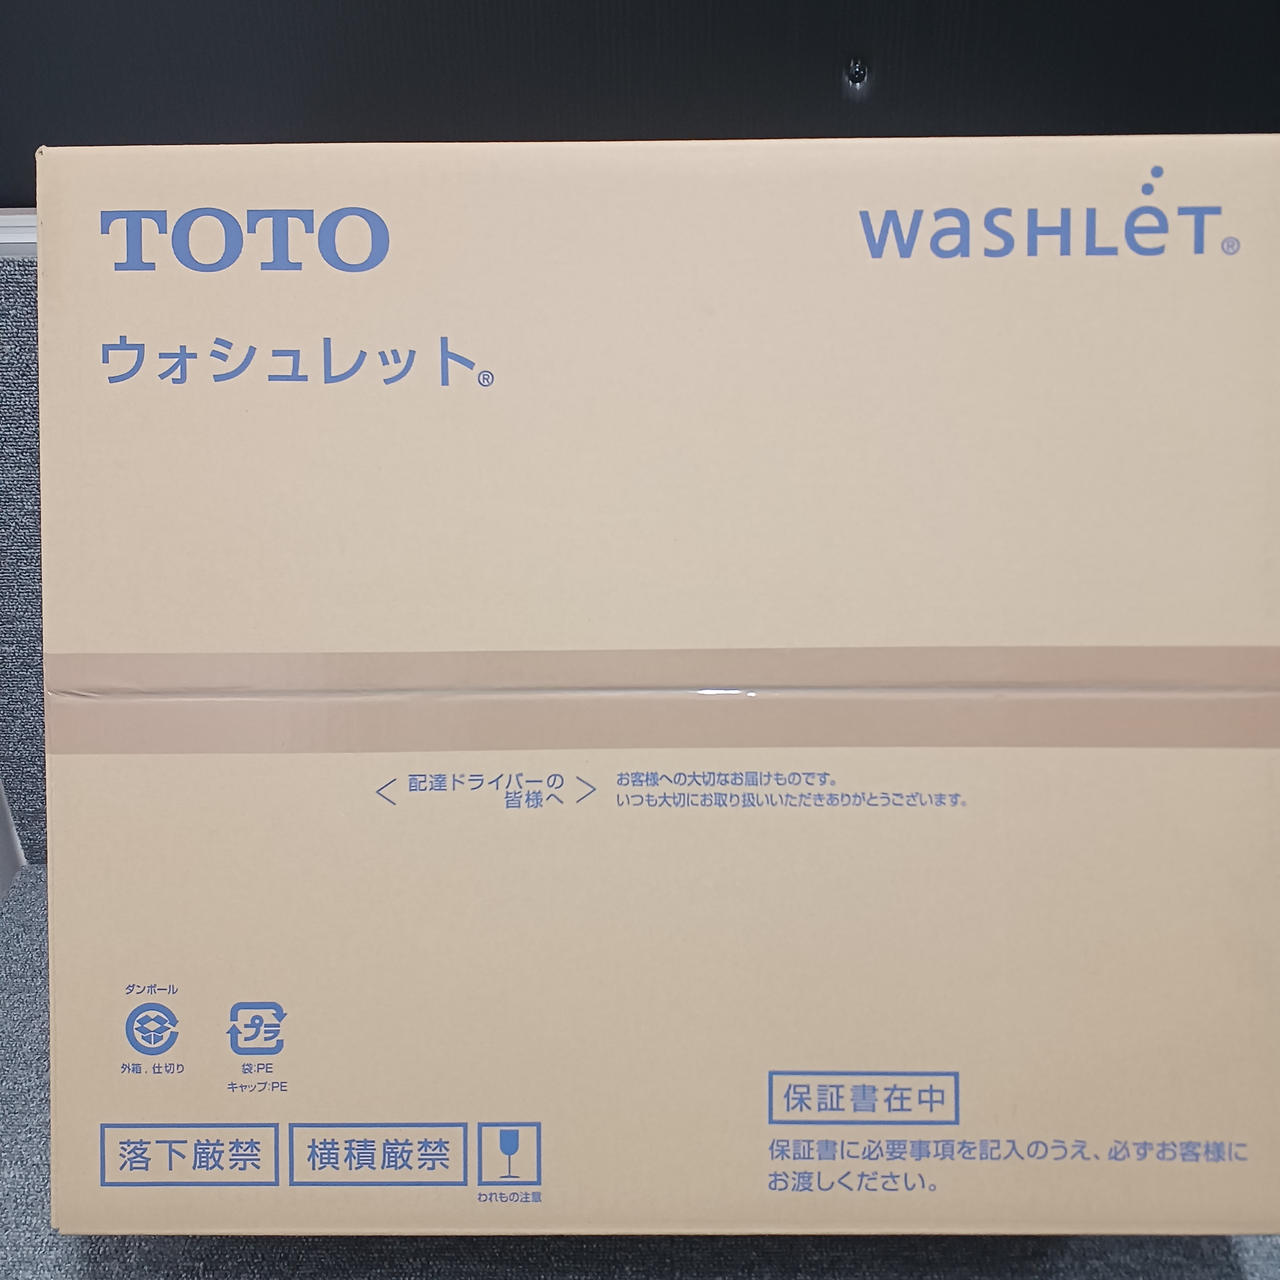 TOTO
WASHLET®
ウォシュレット®
＜配達ドライバーの皆様へ＞
お客様への大切なお届けものです。
いつも大切にお取り扱いいただきありがとうございます。
ダンボール
外箱．仕切り
プラ
袋:PE
キャップ:PE
落下厳禁
横積厳禁
われもの注意
保証書在中
保証書に必要事項を記入のうえ、必ずお客様に
お渡しください。